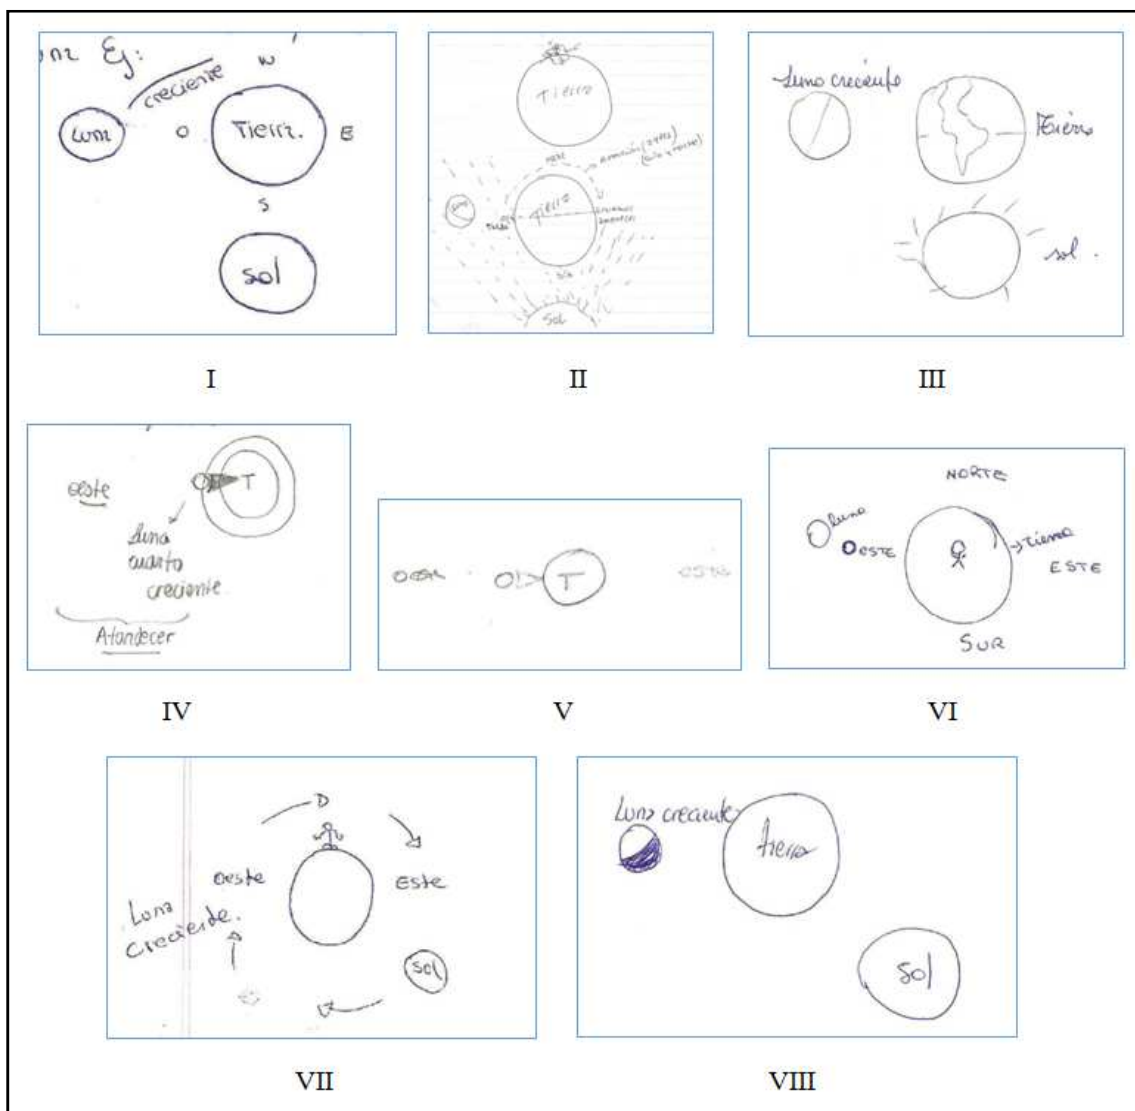 Ej:
creciente
N
Luna
O
Tierra.
E
S
Sol
I
Tierra
Tierra
Sol
II
Luna creciente
Tierra
sol.
III
oeste
T
Luna
cuarto
creciente.
Atardecer
IV
T
V
NORTE
Luna
OESTE
Tierra
ESTE
SUR
VI
D
Oeste
Este
Luna
creciente.
Sol
VII
Luna creciente
tierra
Sol
VIII